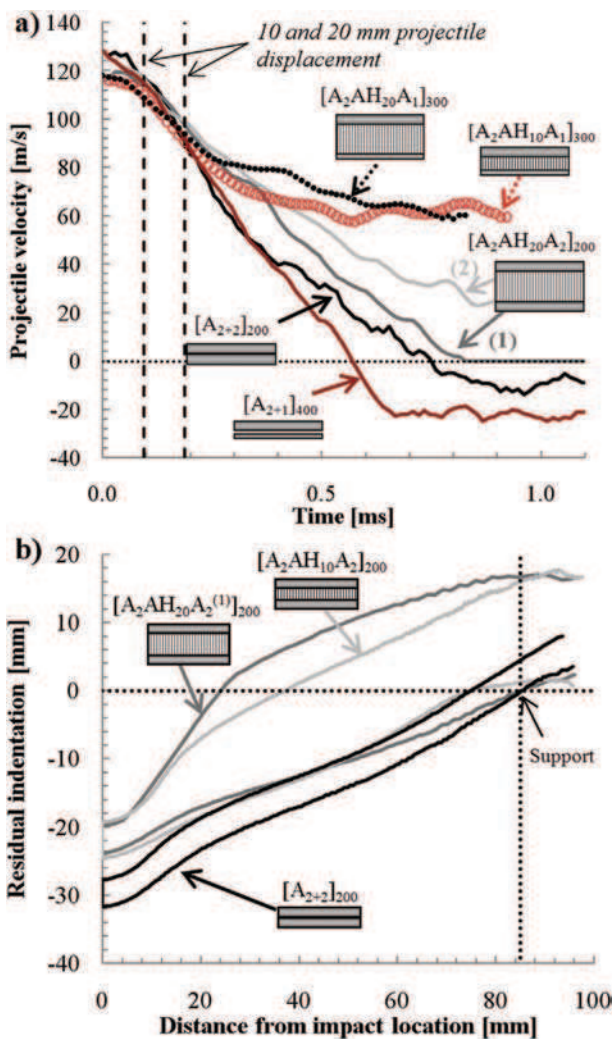 a)
140
120
100
80
60
40
20
0
-20
-40
Projectile velocity [m/s]
10 and 20 mm projectile
displacement
[A₂AH₂₀A₁]₃₀₀
[A₂AH₁₀A₁]₃₀₀
[A₂AH₂₀A₂]₂₀₀
(2)
(1)
[A₂₊₂]₂₀₀
[A₂₊₁]₄₀₀
0.0
0.5
1.0
Time [ms]
b)
20
10
0
-10
-20
-30
-40
Residual indentation [mm]
[A₂AH₁₀A₂]₂₀₀
[A₂AH₂₀A₂⁽¹⁾]₂₀₀
Support
[A₂₊₂]₂₀₀
0
20
40
60
80
100
Distance from impact location [mm]